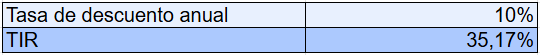 Tasa de descuento anual 10%
TIR 35,17%